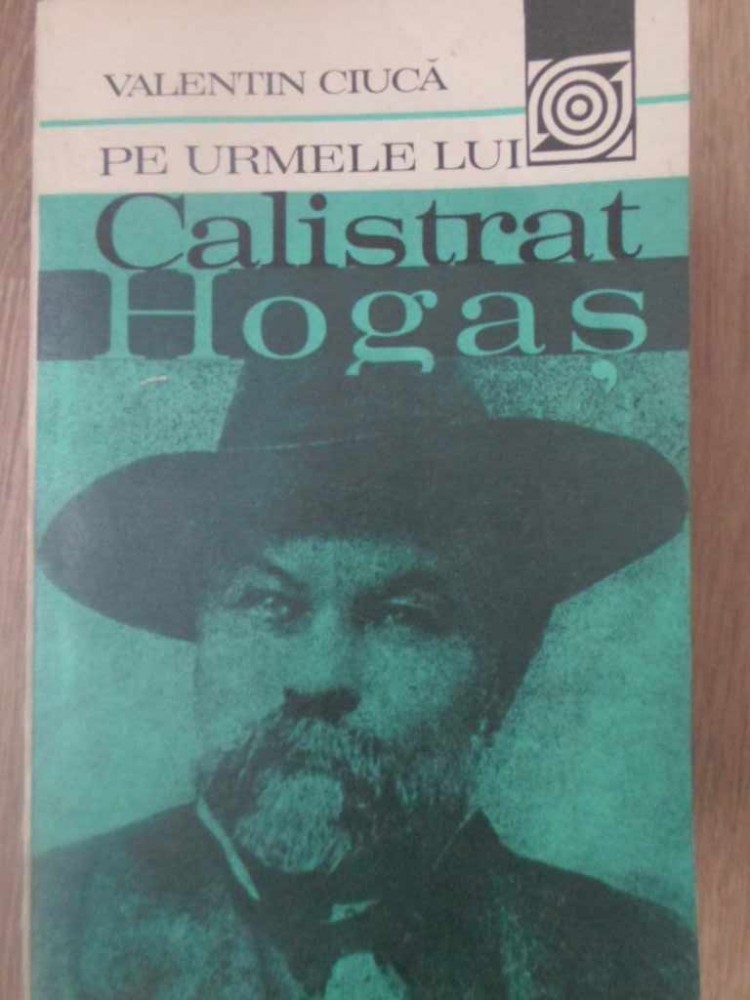 VALENTIN CIUCĂ
PE URMELE LUI
Calistrat
Hogaș